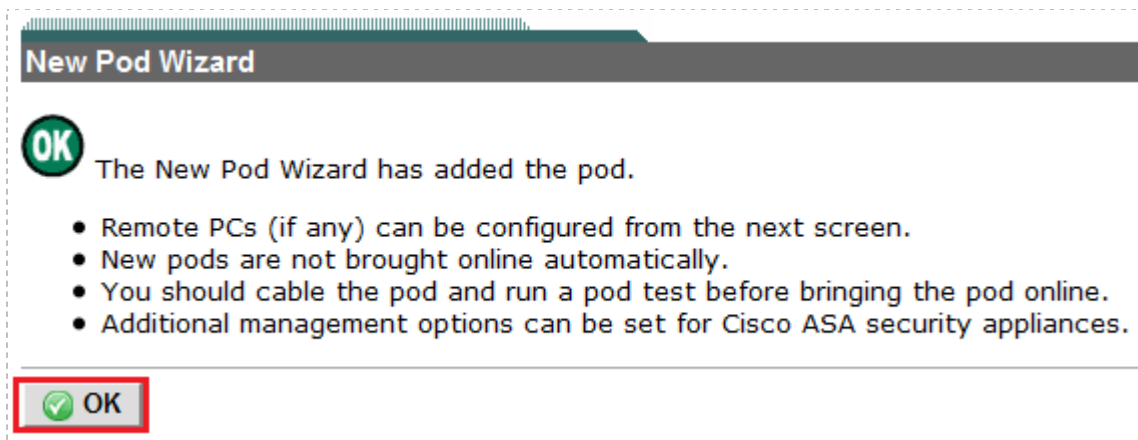 New Pod Wizard
OK
The New Pod Wizard has added the pod.
• Remote PCs (if any) can be configured from the next screen.
• New pods are not brought online automatically.
• You should cable the pod and run a pod test before bringing the pod online.
• Additional management options can be set for Cisco ASA security appliances.
OK